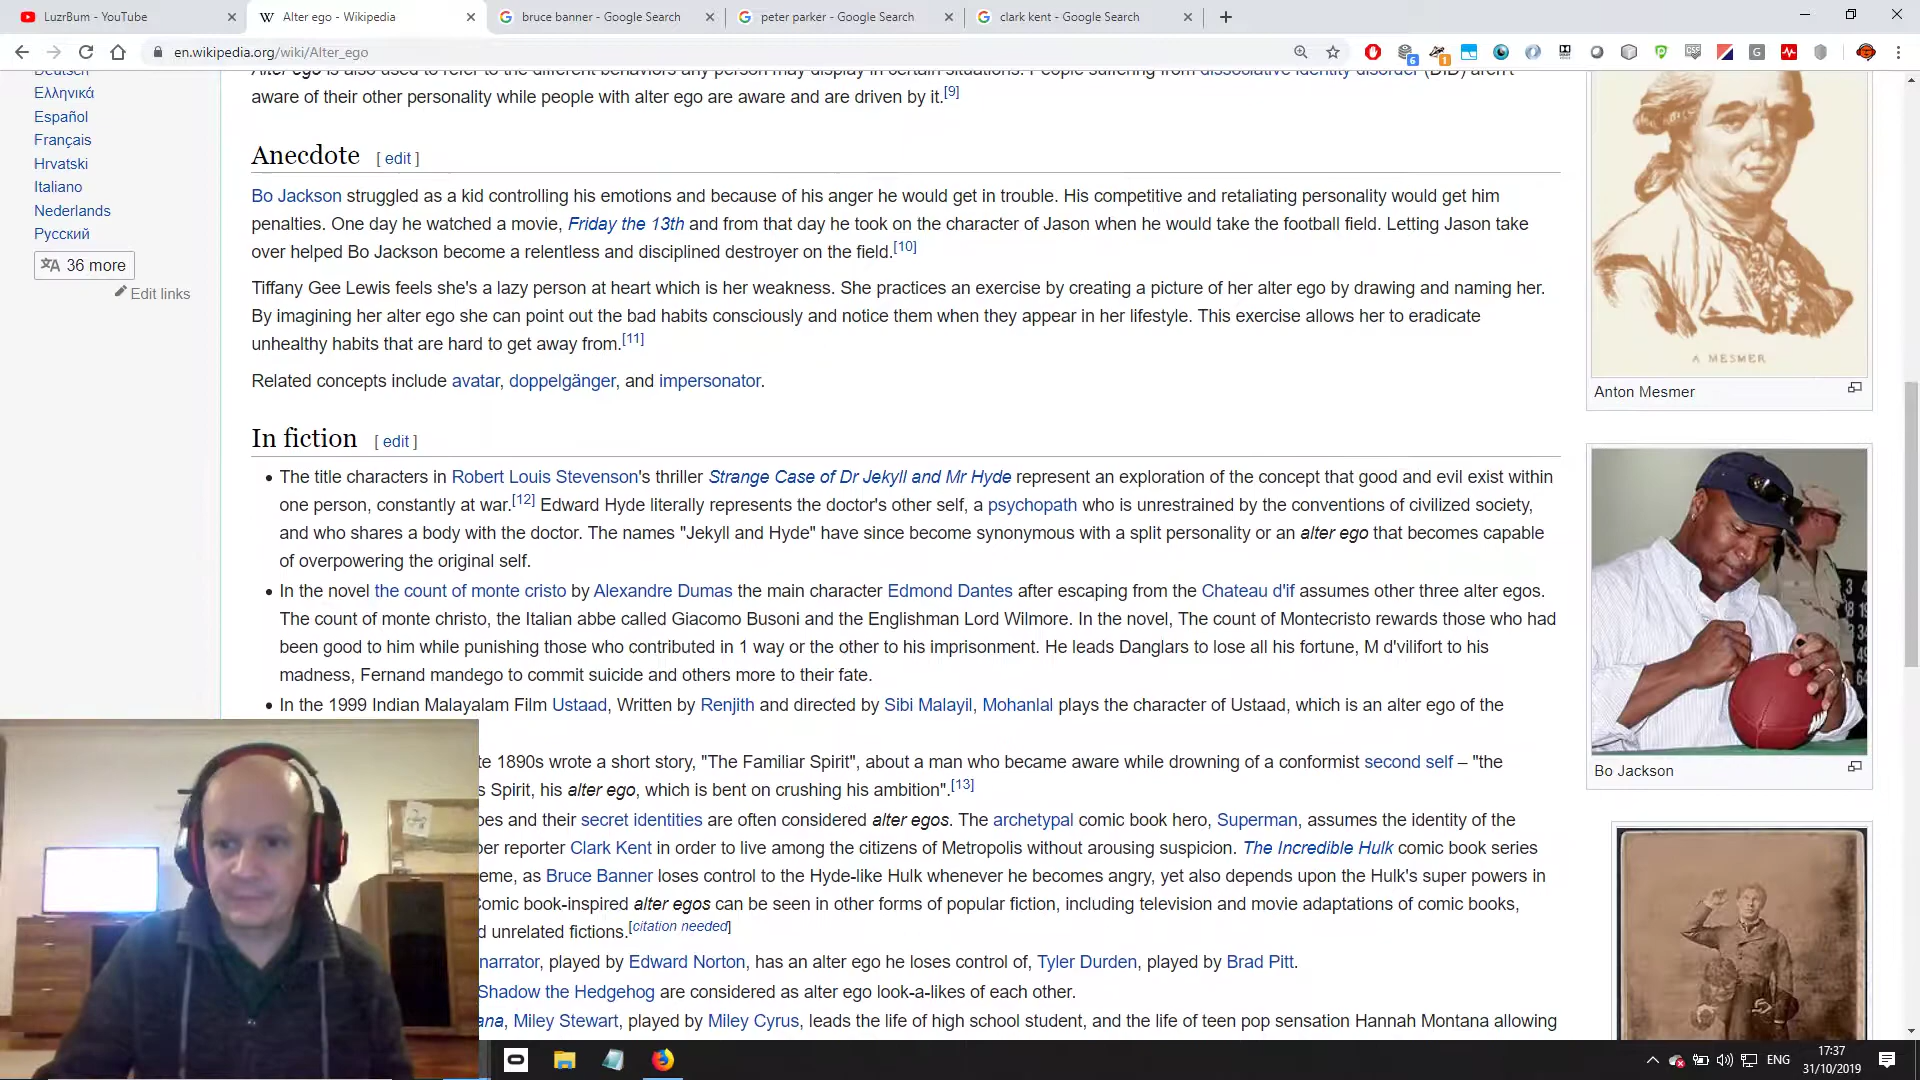 LuzrBum - YouTube
Alter ego - Wikipedia
bruce banner - Google Search
peter parker - Google Search
clark kent - Google Search
en.wikipedia.org/wiki/Alter_ego
6
1
Deutsch
Ελληνικά
Español
Français
Hrvatski
Italiano
Nederlands
Русский
36 more
Edit links
Alter ego is also used to refer to the different behaviors any person may display in certain situations. People suffering from dissociative identity disorder (DID) aren't
aware of their other personality while people with alter ego are aware and are driven by it.[9]
Anecdote [ edit ]
Bo Jackson struggled as a kid controlling his emotions and because of his anger he would get in trouble. His competitive and retaliating personality would get him
penalties. One day he watched a movie, Friday the 13th and from that day he took on the character of Jason when he would take the football field. Letting Jason take
over helped Bo Jackson become a relentless and disciplined destroyer on the field.[10]
Tiffany Gee Lewis feels she's a lazy person at heart which is her weakness. She practices an exercise by creating a picture of her alter ego by drawing and naming her.
By imagining her alter ego she can point out the bad habits consciously and notice them when they appear in her lifestyle. This exercise allows her to eradicate
unhealthy habits that are hard to get away from.[11]
Related concepts include avatar, doppelgänger, and impersonator.
In fiction [ edit ]
The title characters in Robert Louis Stevenson's thriller Strange Case of Dr Jekyll and Mr Hyde represent an exploration of the concept that good and evil exist within
one person, constantly at war.[12] Edward Hyde literally represents the doctor's other self, a psychopath who is unrestrained by the conventions of civilized society,
and who shares a body with the doctor. The names "Jekyll and Hyde" have since become synonymous with a split personality or an alter ego that becomes capable
of overpowering the original self.
In the novel the count of monte cristo by Alexandre Dumas the main character Edmond Dantes after escaping from the Chateau d'if assumes other three alter egos.
The count of monte christo, the Italian abbe called Giacomo Busoni and the Englishman Lord Wilmore. In the novel, The count of Montecristo rewards those who had
been good to him while punishing those who contributed in 1 way or the other to his imprisonment. He leads Danglars to lose all his fortune, M d'vilifort to his
madness, Fernand mandego to commit suicide and others more to their fate.
In the 1999 Indian Malayalam Film Ustaad, Written by Renjith and directed by Sibi Malayil, Mohanlal plays the character of Ustaad, which is an alter ego of the
te 1890s wrote a short story, "The Familiar Spirit", about a man who became aware while drowning of a conformist second self – "the
s Spirit, his alter ego, which is bent on crushing his ambition".[13]
oes and their secret identities are often considered alter egos. The archetypal comic book hero, Superman, assumes the identity of the
per reporter Clark Kent in order to live among the citizens of Metropolis without arousing suspicion. The Incredible Hulk comic book series
eme, as Bruce Banner loses control to the Hyde-like Hulk whenever he becomes angry, yet also depends upon the Hulk's super powers in
Comic book-inspired alter egos can be seen in other forms of popular fiction, including television and movie adaptations of comic books,
d unrelated fictions.[citation needed]
narrator, played by Edward Norton, has an alter ego he loses control of, Tyler Durden, played by Brad Pitt.
Shadow the Hedgehog are considered as alter ego look-a-likes of each other.
ana, Miley Stewart, played by Miley Cyrus, leads the life of high school student, and the life of teen pop sensation Hannah Montana allowing
A MESMER
Anton Mesmer
Bo Jackson
ENG
17:37
31/10/2019